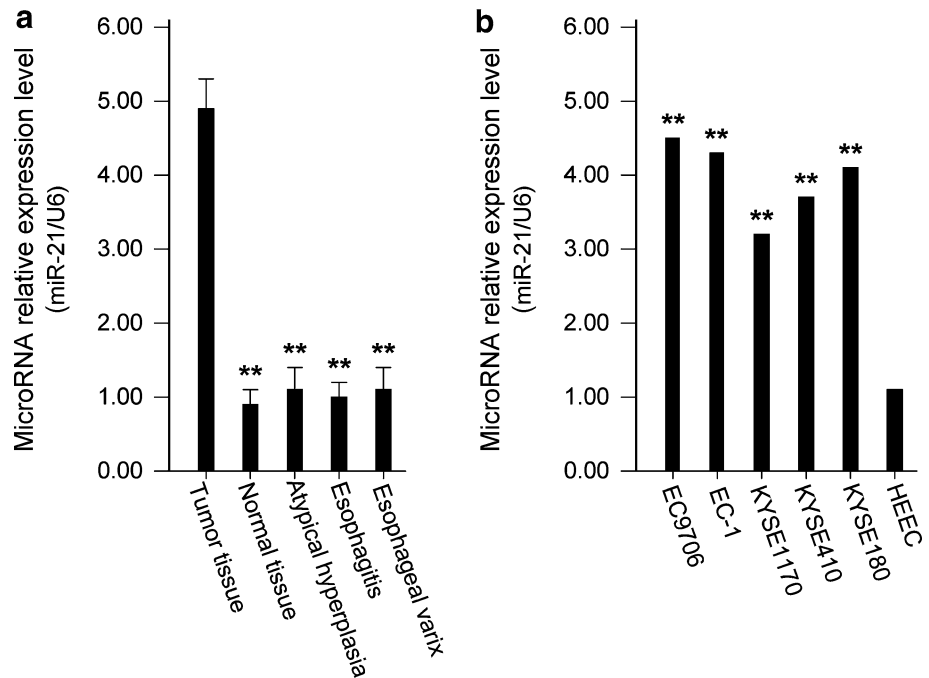 a
MicroRNA relative expression level
(miR-21/U6)
6.00
5.00
4.00
3.00
2.00
1.00
0.00
**
**
**
**
Tumor tissue
Normal tissue
Atypical hyperplasia
Esophagitis
Esophageal varix
b
MicroRNA relative expression level
(miR-21/U6)
6.00
5.00
4.00
3.00
2.00
1.00
0.00
**
**
**
**
**
EC9706
EC-1
KYSE1170
KYSE410
KYSE180
HEEC